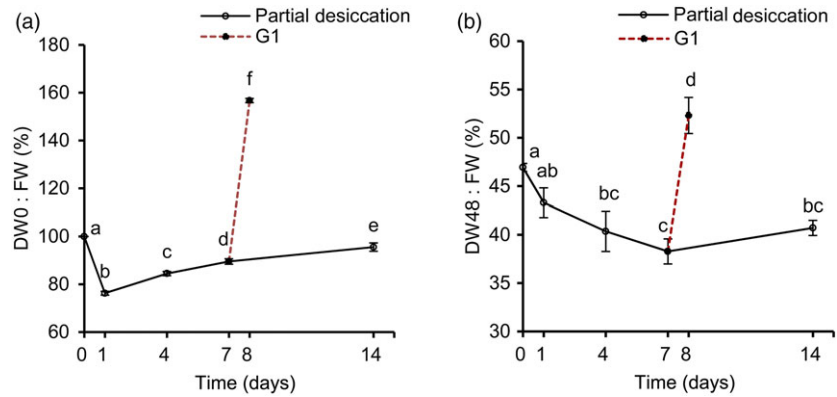 (a)
Partial desiccation
G1
180
160
140
120
100
80
60
DW0 : FW (%)
a
b
c
d
e
f
0 1 4 7 8 14
Time (days)
(b)
Partial desiccation
G1
60
55
50
45
40
35
30
DW48 : FW (%)
a
ab
bc
c
d
bc
0 1 4 7 8 14
Time (days)